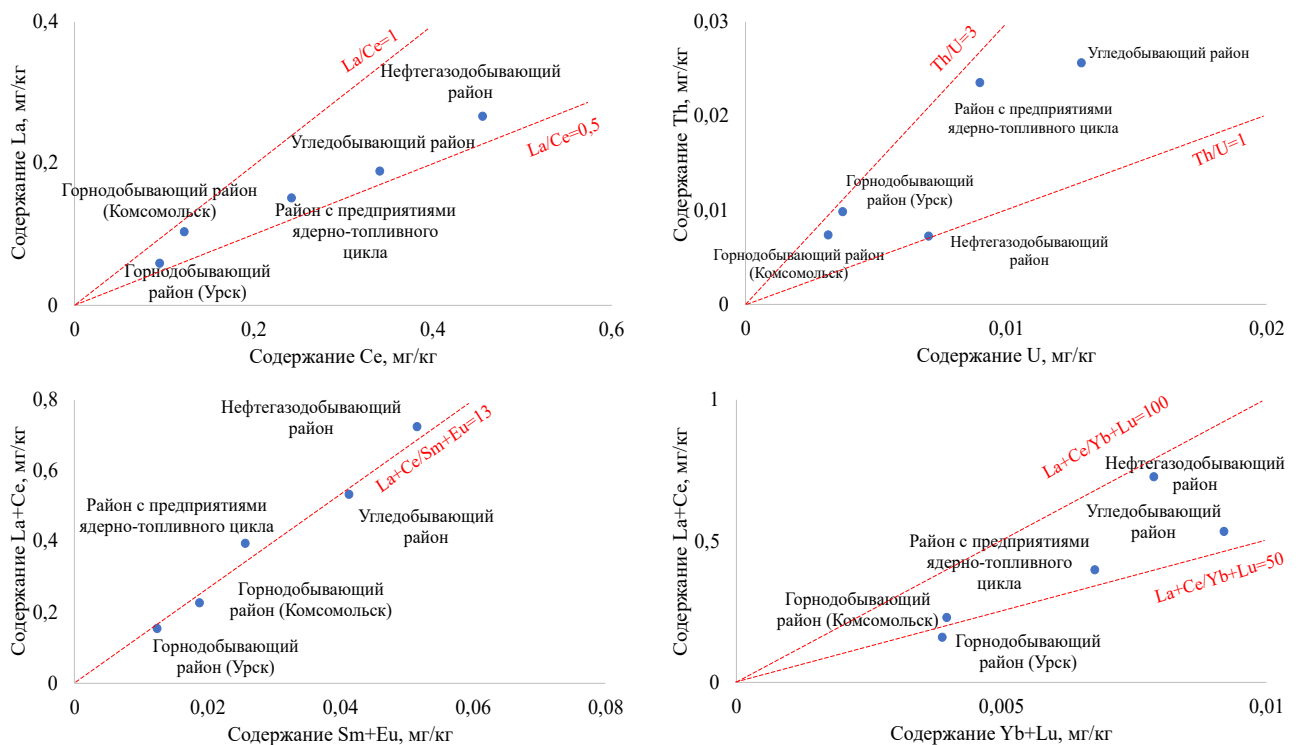 0,4
0,2
0
0
0,2
0,4
0,6
Содержание La, мг/кг
Содержание Ce, мг/кг
La/Ce=1
La/Ce=0,5
Нефтегазодобывающий
район
Угледобывающий район
Горнодобывающий район
(Комсомольск)
Район с предприятиями
ядерно-топливного
цикла
Горнодобывающий
район (Урск)
0,03
0,02
0,01
0
0
0,01
0,02
Содержание Th, мг/кг
Содержание U, мг/кг
Th/U=3
Th/U=1
Угледобывающий район
Район с предприятиями
ядерно-топливного цикла
Горнодобывающий
район (Урск)
Горнодобывающий район
(Комсомольск)
Нефтегазодобывающий
район
0,8
0,6
0,4
0,2
0
0
0,02
0,04
0,06
0,08
Содержание La+Ce, мг/кг
Содержание Sm+Eu, мг/кг
La+Ce/Sm+Eu=13
Нефтегазодобывающий
район
Район с предприятиями
ядерно-топливного цикла
Угледобывающий
район
Горнодобывающий
район (Комсомольск)
Горнодобывающий
район (Урск)
1
0,5
0
0
0,005
0,01
Содержание La+Ce, мг/кг
Содержание Yb+Lu, мг/кг
La+Ce/Yb+Lu=100
La+Ce/Yb+Lu=50
Нефтегазодобывающий
район
Угледобывающий
район
Район с предприятиями
ядерно-топливного
цикла
Горнодобывающий
район (Комсомольск)
Горнодобывающий
район (Урск)